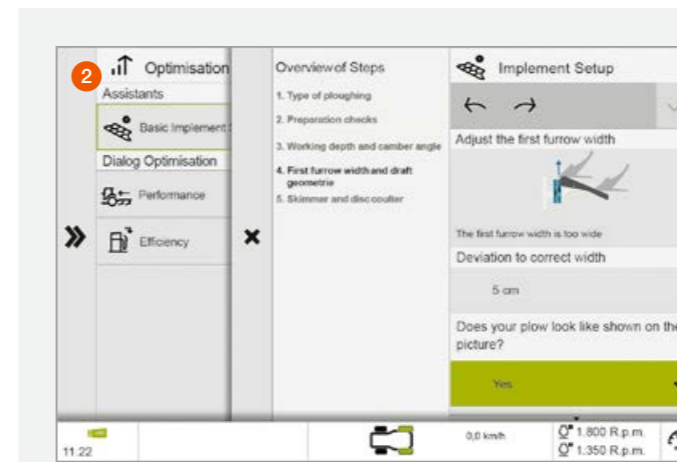 2
Optimisation
Assistants
Basic Implement
Dialog Optimisation
Performance
Efficiency
Overview of Steps
1. Type of ploughing
2. Preparation checks
3. Working depth and camber angle
4. First furrow width and draft
geometrie
5. Skimmer and disc coulter
Implement Setup
Adjust the first furrow width
The first furrow width is too wide
Deviation to correct width
5 cm
Does your plow look like shown on the
picture?
Yes
11:22
0,0 km/h
1.800 R.p.m.
1.350 R.p.m.